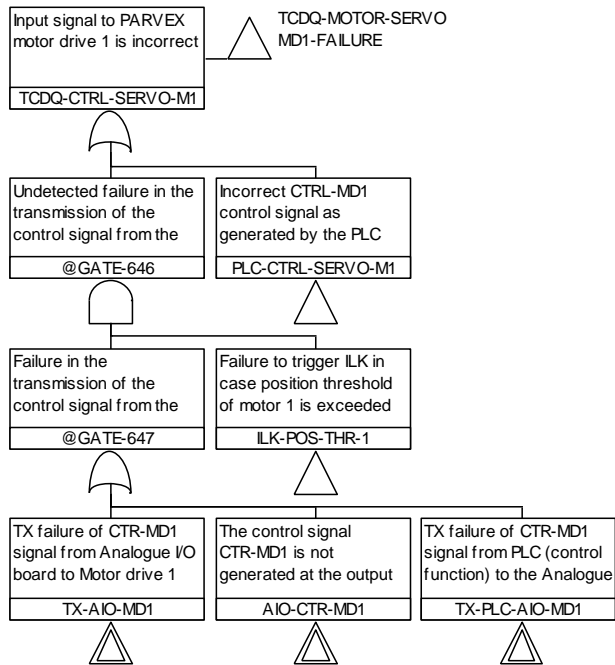 Input signal to PARVEX
motor drive 1 is incorrect
TCDQ-CTRL-SERVO-M1
TCDQ-MOTOR-SERVO
MD1-FAILURE
Undetected failure in the
transmission of the
control signal from the
@GATE-646
Incorrect CTRL-MD1
control signal as
generated by the PLC
PLC-CTRL-SERVO-M1
Failure in the
transmission of the
control signal from the
@GATE-647
Failure to trigger ILK in
case position threshold
of motor 1 is exceeded
ILK-POS-THR-1
TX failure of CTR-MD1
signal from Analogue I/O
board to Motor drive 1
TX-AIO-MD1
The control signal
CTR-MD1 is not
generated at the output
AIO-CTR-MD1
TX failure of CTR-MD1
signal from PLC (control
function) to the Analogue
TX-PLC-AIO-MD1